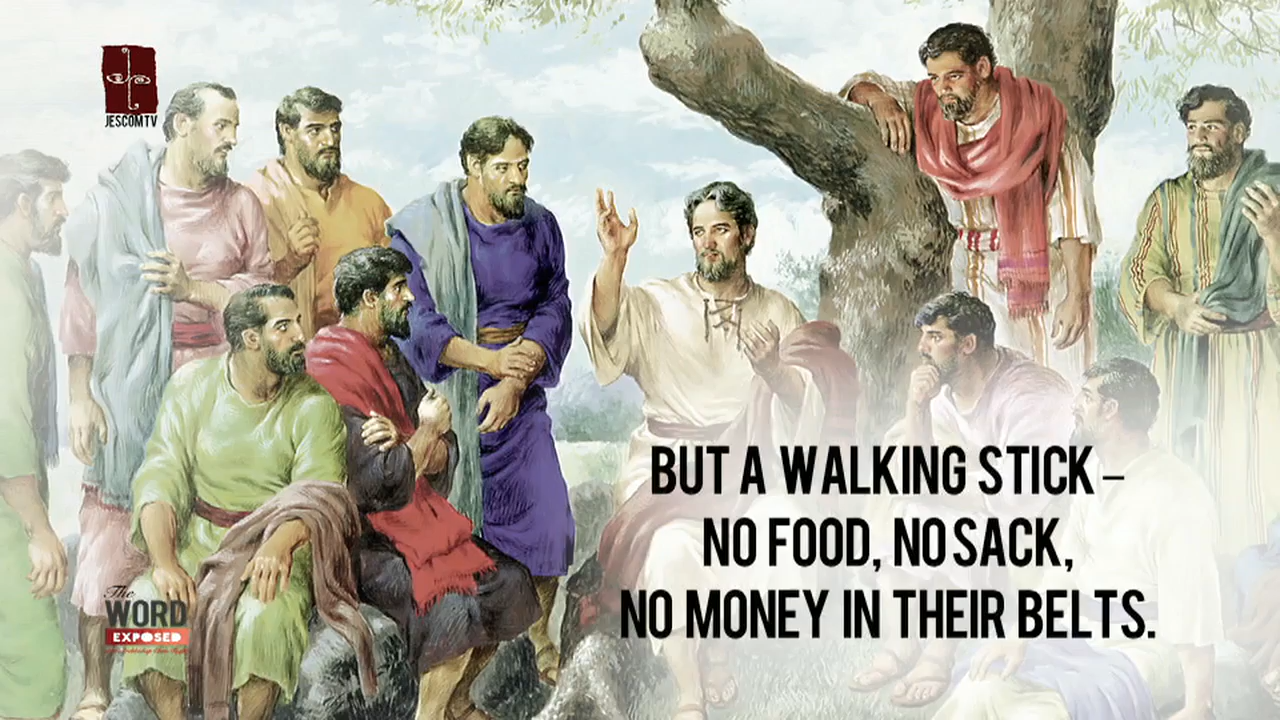 JESCOMTV
BUT A WALKING STICK –
NO FOOD, NO SACK,
NO MONEY IN THEIR BELTS.
The
WORD
EXPOSED